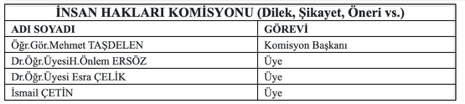 İNSAN HAKLARI KOMİSYONU (Dilek, Şikayet, Öneri vs.)
ADI SOYADI GÖREVİ
Öğr.Gör.Mehmet TAŞDELEN Komisyon Başkanı
Dr.Öğr.ÜyesiH.Önlem ERSÖZ Üye
Dr.Öğr.Üyesi Esra ÇELİK Üye
İsmail ÇETİN Üye